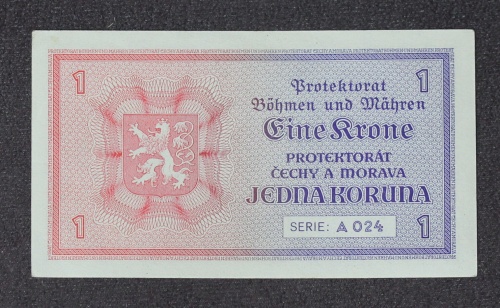 1
1
Protektorat
Böhmen und Mähren
Eine Krone
PROTEKTORÁT
ČECHY A MORAVA
JEDNA KORUNA
SERIE: A 024
1
1